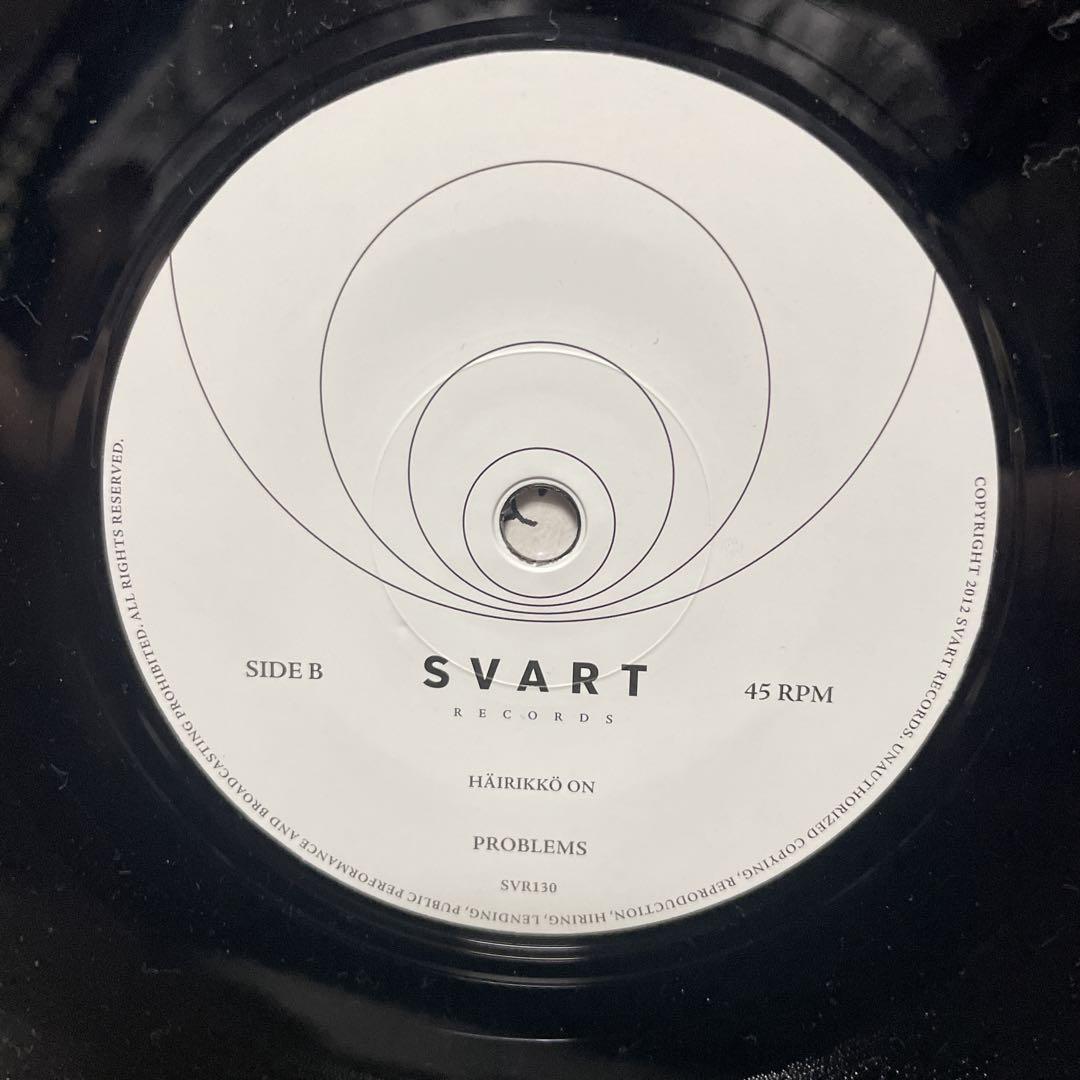 SIDE B
SVART
RECORDS
45 RPM
HÄIRIKKÖ ON
PROBLEMS
SVR130
COPYRIGHT 2012 SVART RECORDS. UNAUTHORIZED COPYING, REPRODUCTION, HIRING, LENDING, PUBLIC PERFORMANCE AND BROADCASTING PROHIBITED. ALL RIGHTS RESERVED.